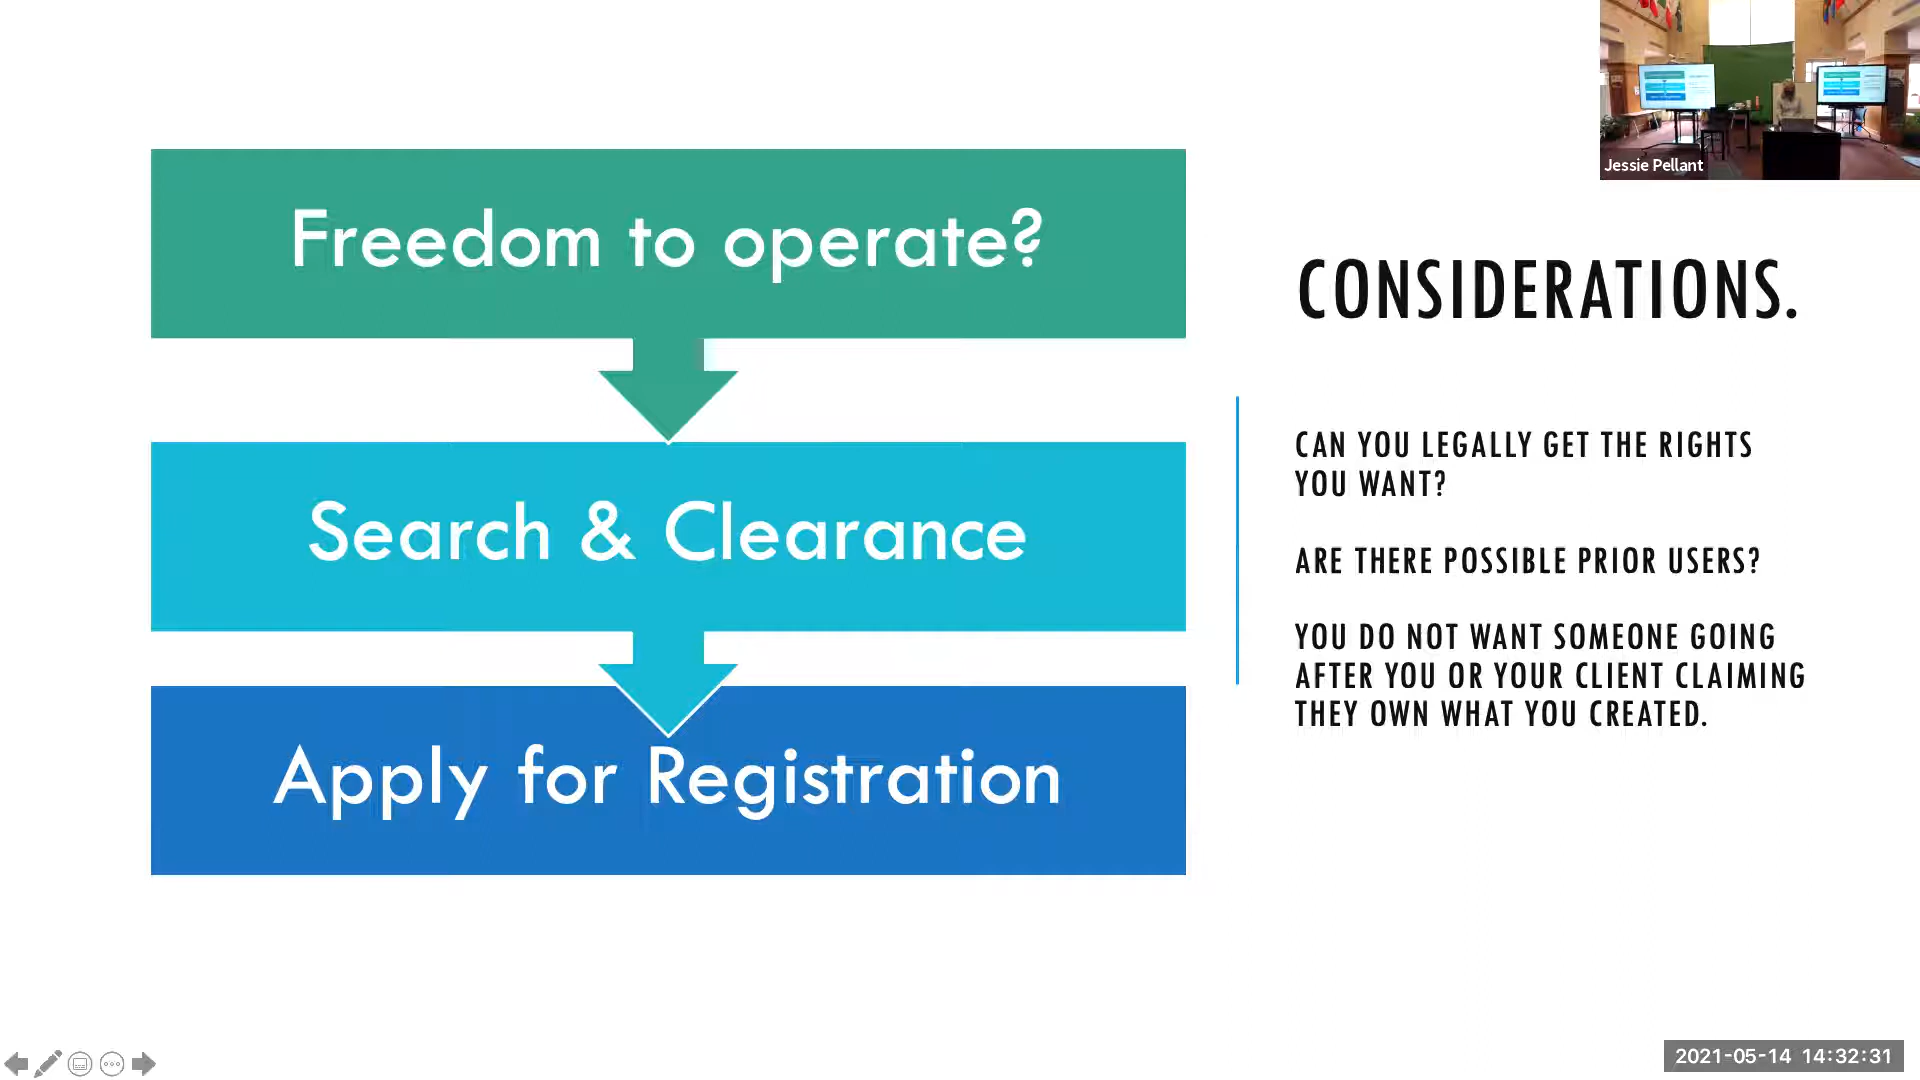 Freedom to operate?
Search & Clearance
Apply for Registration
CONSIDERATIONS.
CAN YOU LEGALLY GET THE RIGHTS
YOU WANT?
ARE THERE POSSIBLE PRIOR USERS?
YOU DO NOT WANT SOMEONE GOING
AFTER YOU OR YOUR CLIENT CLAIMING
THEY OWN WHAT YOU CREATED.
Jessie Pellant
2021-05-14 14:32:31